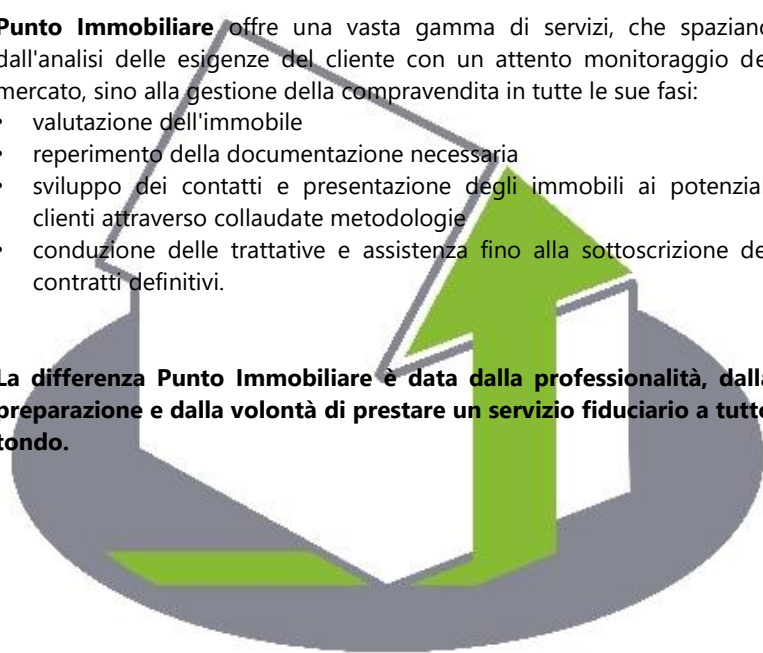 Punto Immobiliare offre una vasta gamma di servizi, che spaziano
dall'analisi delle esigenze del cliente con un attento monitoraggio de
mercato, sino alla gestione della compravendita in tutte le sue fasi:
• valutazione dell'immobile
• reperimento della documentazione necessaria
• sviluppo dei contatti e presentazione degli immobili ai potenzia
clienti attraverso collaudate metodologie
• conduzione delle trattative e assistenza fino alla sottoscrizione de
contratti definitivi.
La differenza Punto Immobiliare è data dalla professionalità, dalla
preparazione e dalla volontà di prestare un servizio fiduciario a tutto
tondo.